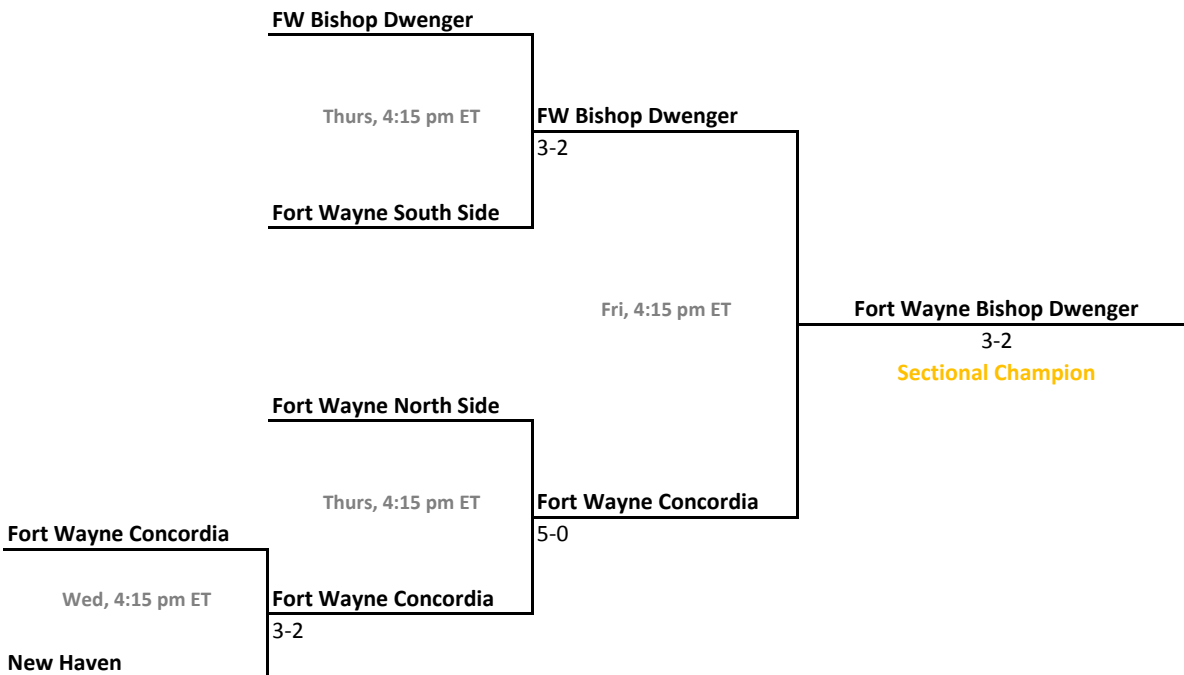 FW Bishop Dwenger
Thurs, 4:15 pm ET
FW Bishop Dwenger
3-2
Fort Wayne South Side
Fri, 4:15 pm ET
Fort Wayne Bishop Dwenger
3-2
Sectional Champion
Fort Wayne North Side
Thurs, 4:15 pm ET
Fort Wayne Concordia
5-0
Fort Wayne Concordia
Wed, 4:15 pm ET
Fort Wayne Concordia
3-2
New Haven